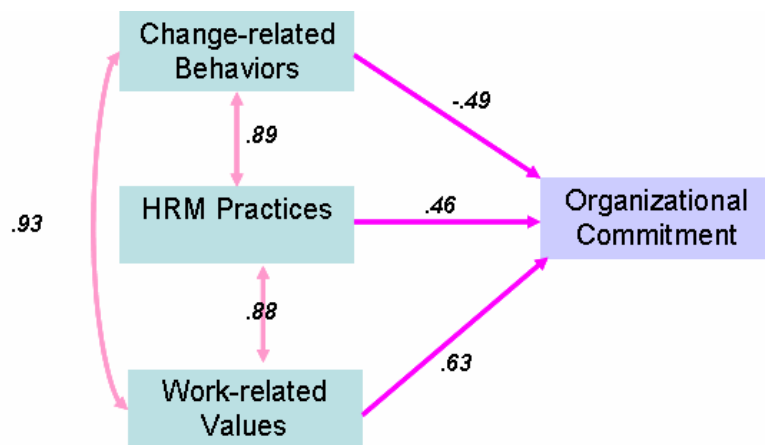 Change-related
Behaviors
-.49
.89
HRM Practices
.46
Organizational
Commitment
.93
.88
.63
Work-related
Values